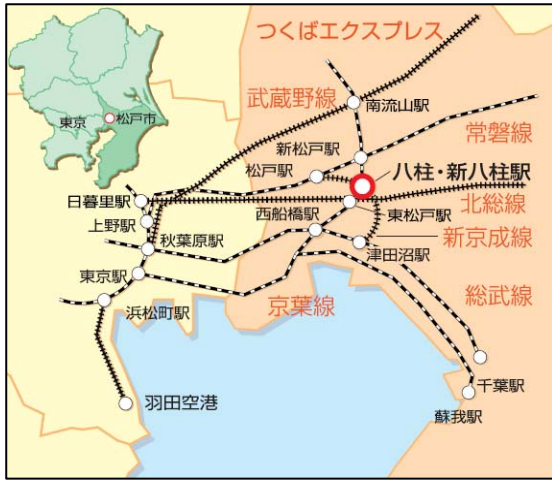 つくばエクスプレス
武蔵野線
南流山駅
東京
松戸市
常磐線
新松戸駅
松戸駅
八柱・新八柱駅
日暮里駅
北総線
西船橋駅
東松戸駅
上野駅
新京成線
秋葉原駅
津田沼駅
東京駅
京葉線
総武線
浜松町駅
千葉駅
羽田空港
蘇我駅